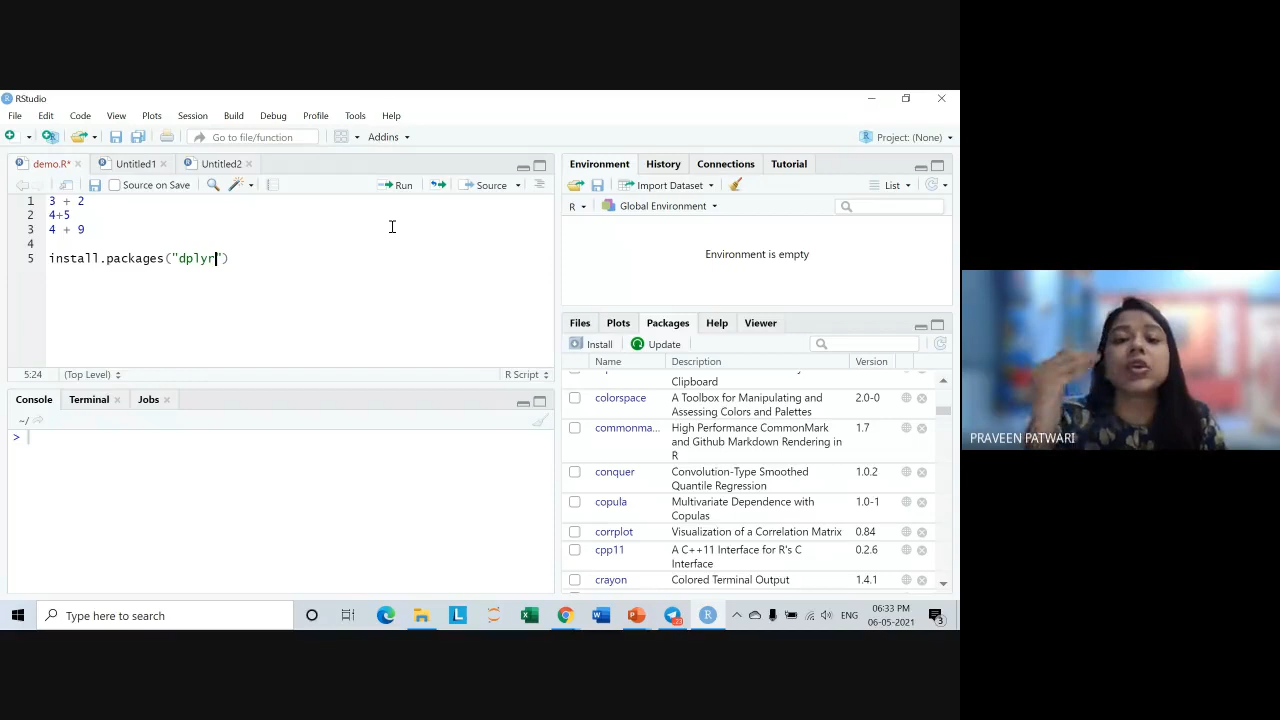 RStudio
File Edit Code View Plots Session Build Debug Profile Tools Help
Go to file/function
Addins
Project: (None)
demo.R*
Untitled1
Untitled2
Source on Save
Run
Source
1 3 + 2
2 4+5
3 4 + 9
4
5 install.packages("dplyr")
5:24
(Top Level)
R Script
Console
Terminal
Jobs
~/
>
Environment
History
Connections
Tutorial
Import Dataset
List
R
Global Environment
Environment is empty
Files
Plots
Packages
Help
Viewer
Install
Update
Name
Description
Version
Clipboard
colorspace
A Toolbox for Manipulating and
Assessing Colors and Palettes
2.0-0
commonma...
High Performance CommonMark
and Github Markdown Rendering in
R
1.7
conquer
Convolution-Type Smoothed
Quantile Regression
1.0.2
copula
Multivariate Dependence with
Copulas
1.0-1
corrplot
Visualization of a Correlation Matrix
0.84
cpp11
A C++11 Interface for R's C
Interface
0.2.6
crayon
Colored Terminal Output
1.4.1
PRAVEEN PATWARI
Type here to search
ENG
06:33 PM
06-05-2021